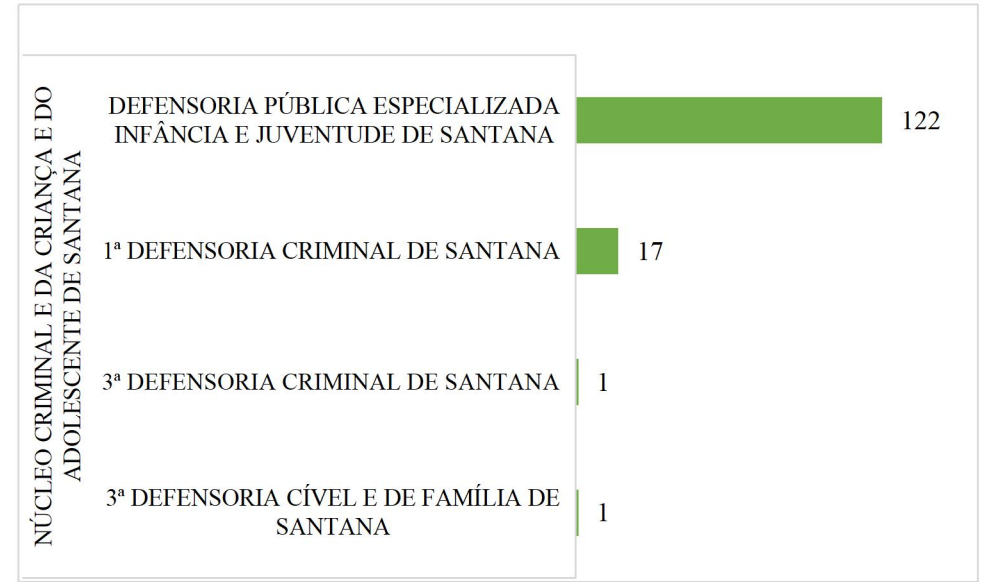 NÚCLEO CRIMINAL E DA CRIANÇA E DO
ADOLESCENTE DE SANTANA
DEFENSORIA PÚBLICA ESPECIALIZADA
INFÂNCIA E JUVENTUDE DE SANTANA
122
1ª DEFENSORIA CRIMINAL DE SANTANA
17
3ª DEFENSORIA CRIMINAL DE SANTANA
1
3ª DEFENSORIA CÍVEL E DE FAMÍLIA DE
SANTANA
1